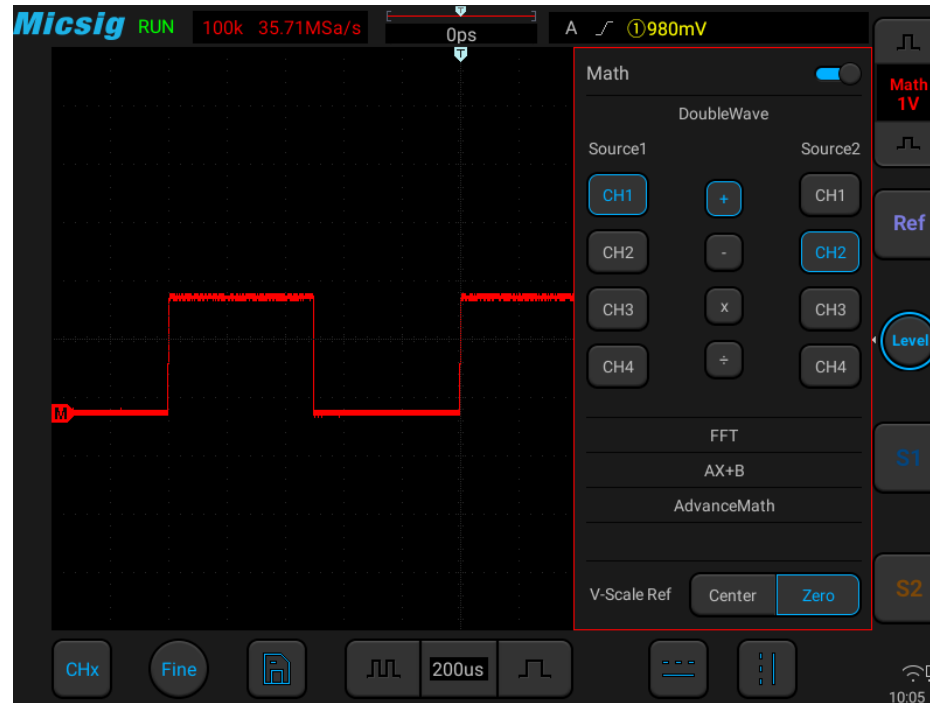 Micsig RUN 100k 35.71MSa/s 0ps A ①980mV
T
T
Math
Math
1V
DoubleWave
Source1 Source2
CH1 + CH1
Ref
CH2 - CH2
CH3 x CH3
Level
CH4 ÷ CH4
M
FFT
S1
AX+B
AdvanceMath
V-Scale Ref Center Zero
S2
CHx Fine 200us
10:05